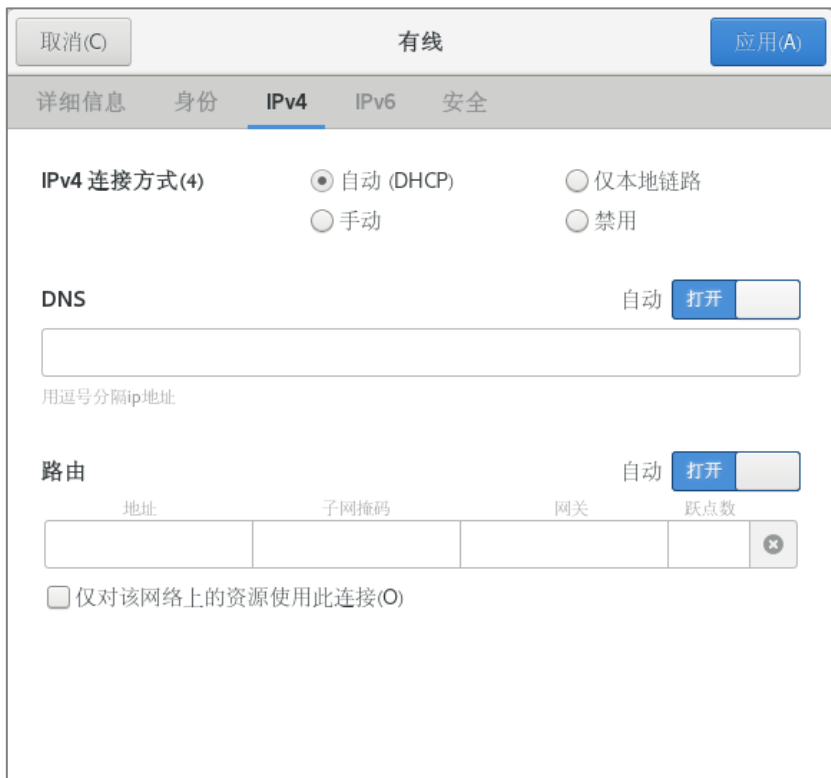 取消(C) 有线 应用(A)
详细信息 身份 IPv4 IPv6 安全
IPv4 连接方式(4) 自动 (DHCP) 仅本地链路
手动 禁用
DNS 自动 打开
用逗号分隔ip地址
路由 自动 打开
地址 子网掩码 网关 跃点数
仅对该网络上的资源使用此连接(O)